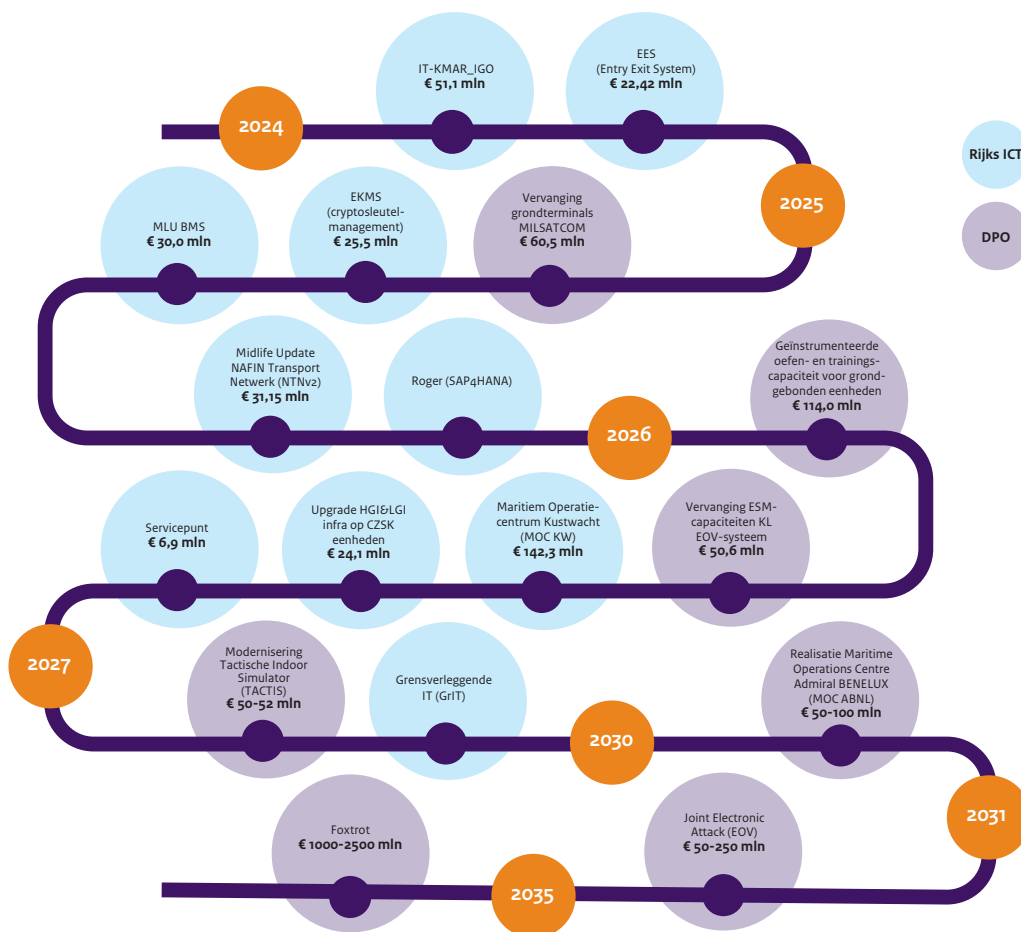 2024
IT-KMAR_IGO
€ 51,1 mln
EES
(Entry Exit System)
€ 22,42 mln
Rijks ICT
DPO
2025
Vervanging
grondterminals
MILSATCOM
€ 60,5 mln
EKMS
(cryptosleutel-
management)
€ 25,5 mln
MLU BMS
€ 30,0 mln
Midlife Update
NAFIN Transport
Netwerk (NTNv2)
€ 31,15 mln
Roger (SAP4HANA)
2026
Geïnstrumenteerde
oefen- en trainings-
capaciteit voor grond-
gebonden eenheden
€ 114,0 mln
Vervanging ESM-
capaciteiten KL
EOV-systeem
€ 50,6 mln
Maritiem Operatie-
centrum Kustwacht
(MOC KW)
€ 142,3 mln
Upgrade HGI&LGI
infra op CZSK
eenheden
€ 24,1 mln
Servicepunt
€ 6,9 mln
2027
Modernisering
Tactische Indoor
Simulator
(TACTIS)
€ 50-52 mln
Grensverleggende
IT (GrIT)
2030
Realisatie Maritime
Operations Centre
Admiral BENELUX
(MOC ABNL)
€ 50-100 mln
2031
Joint Electronic
Attack (EOV)
€ 50-250 mln
2035
Foxtrot
€ 1000-2500 mln